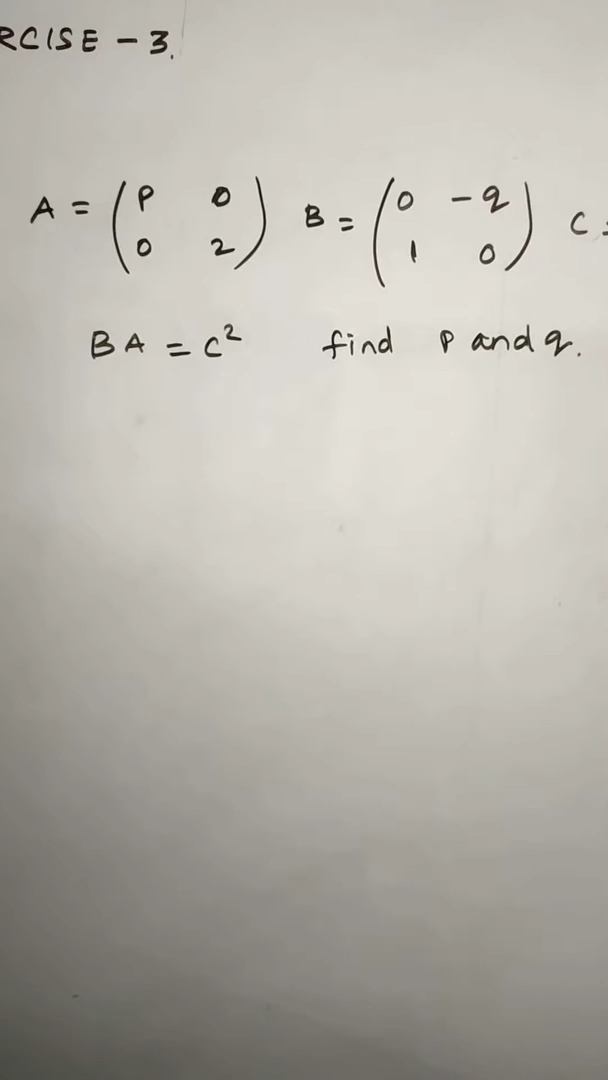 RCISE - 3.
A = (P 0 0 2) B = (0 -q 1 0) C =
BA = C² find P and q.